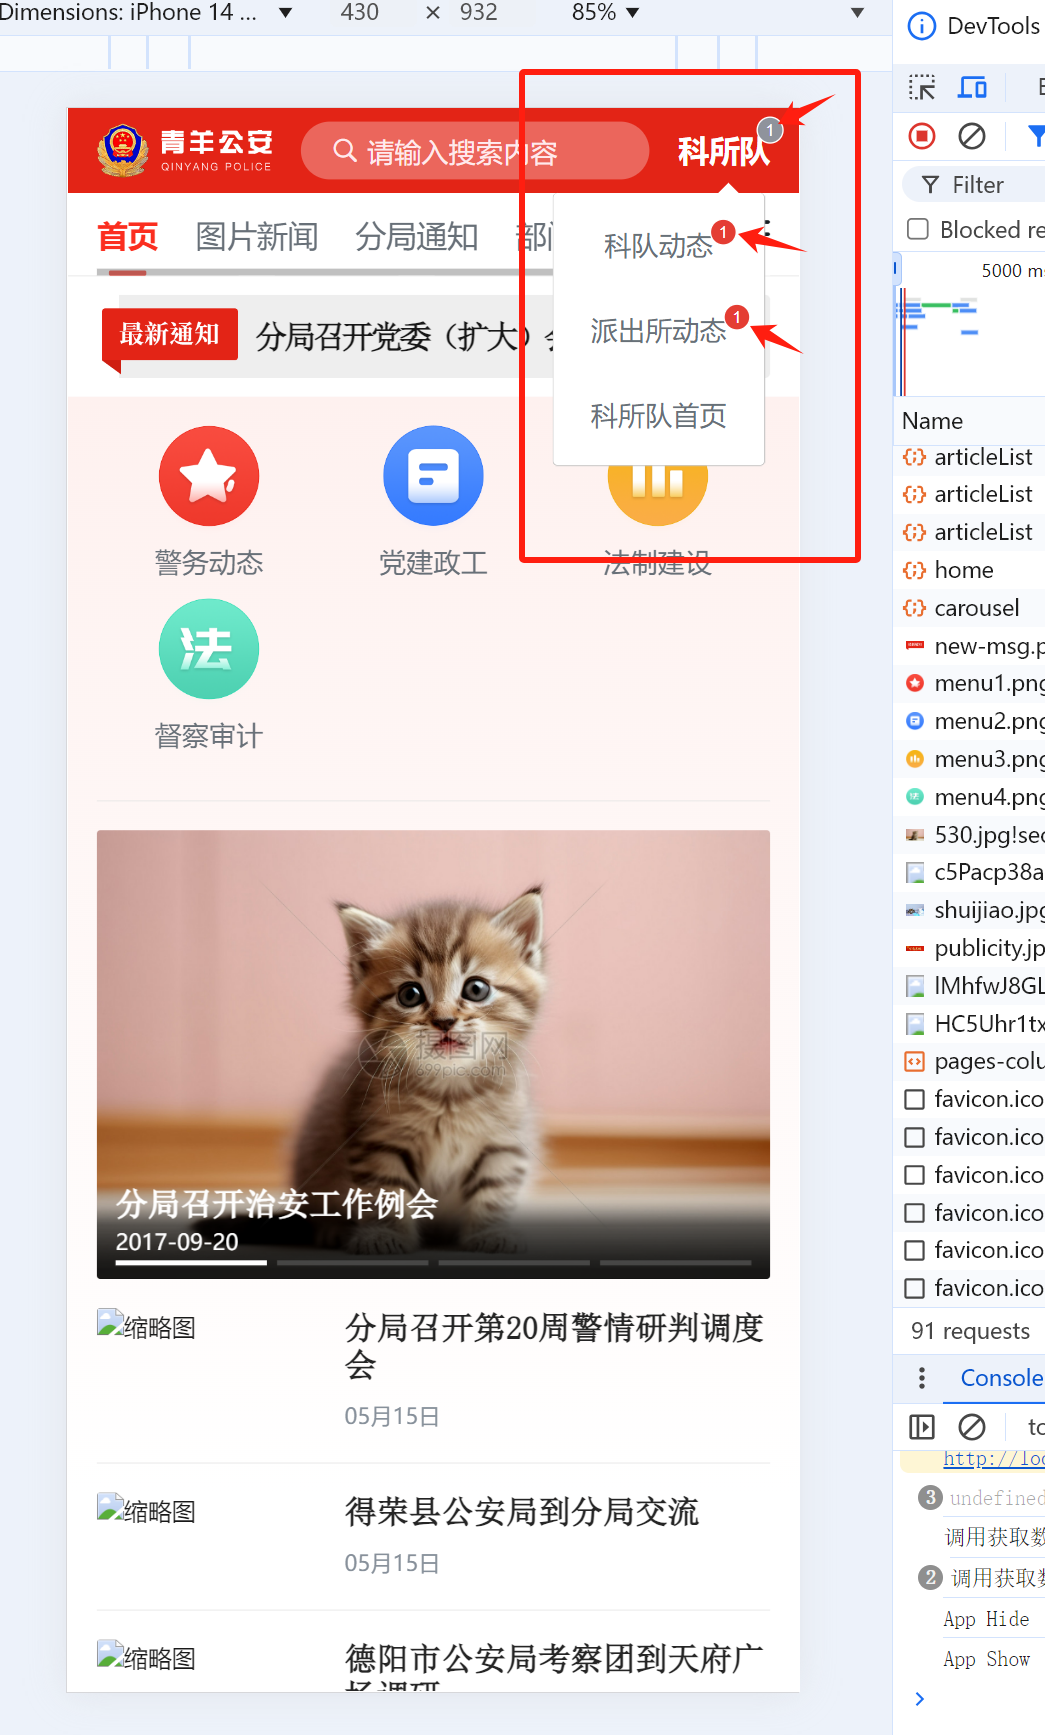 Dimensions: iPhone 14 ...
430
×
932
85%
DevTools
青羊公安
QINYANG POLICE
请输入搜索内容
科所队
1
首页
图片新闻
分局通知
科队动态
1
派出所动态
1
科所队首页
最新通知
分局召开党委（扩大）
警务动态
党建政工
法制建设
督察审计
摄图网
699pic.com
分局召开治安工作例会
2017-09-20
缩略图
分局召开第20周警情研判调度
会
05月15日
缩略图
得荣县公安局到分局交流
05月15日
缩略图
德阳市公安局考察团到天府广
场调研
Filter
Blocked re
5000 m
Name
articleList
articleList
articleList
home
carousel
new-msg.p
menu1.png
menu2.png
menu3.png
menu4.png
530.jpg!sec
c5Pacp38a
shuijiao.jpg
publicity.jp
lMhfwJ8GL
HC5Uhr1tx
pages-colu
favicon.ico
favicon.ico
favicon.ico
favicon.ico
favicon.ico
favicon.ico
91 requests
Console
to
http://loc
3 undefined
调用获取数
2 调用获取数
App Hide
App Show